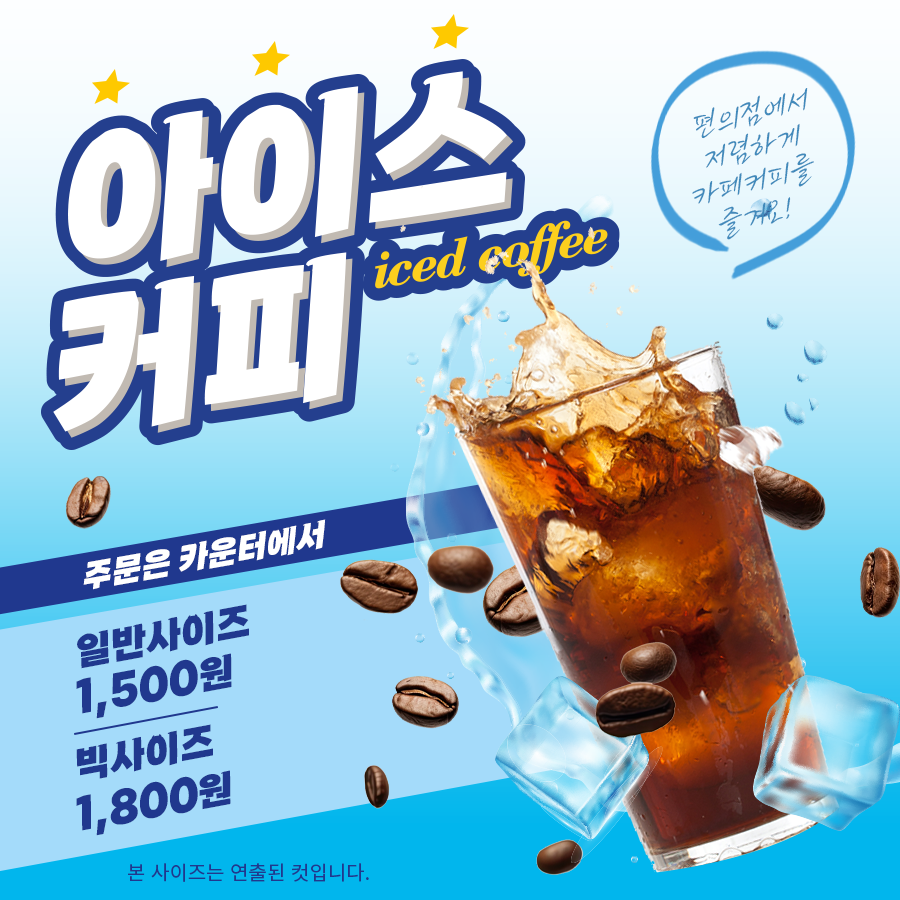 아이스
커피
iced coffee
편의점에서
저렴하게
카페커피를
즐겨요!
주문은 카운터에서
일반사이즈
1,500원
빅사이즈
1,800원
본 사이즈는 연출된 컷입니다.